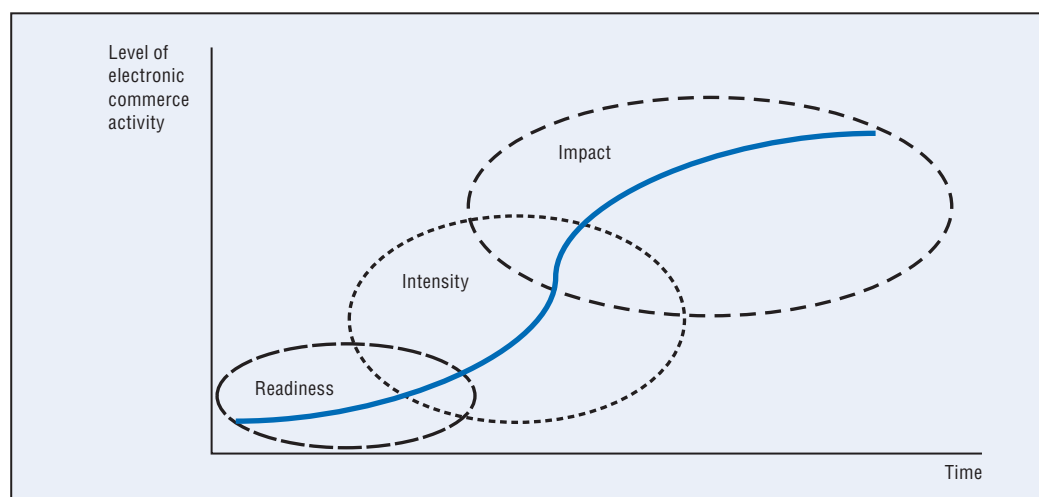 Level of
electronic
commerce
activity
Impact
Intensity
Readiness
Time